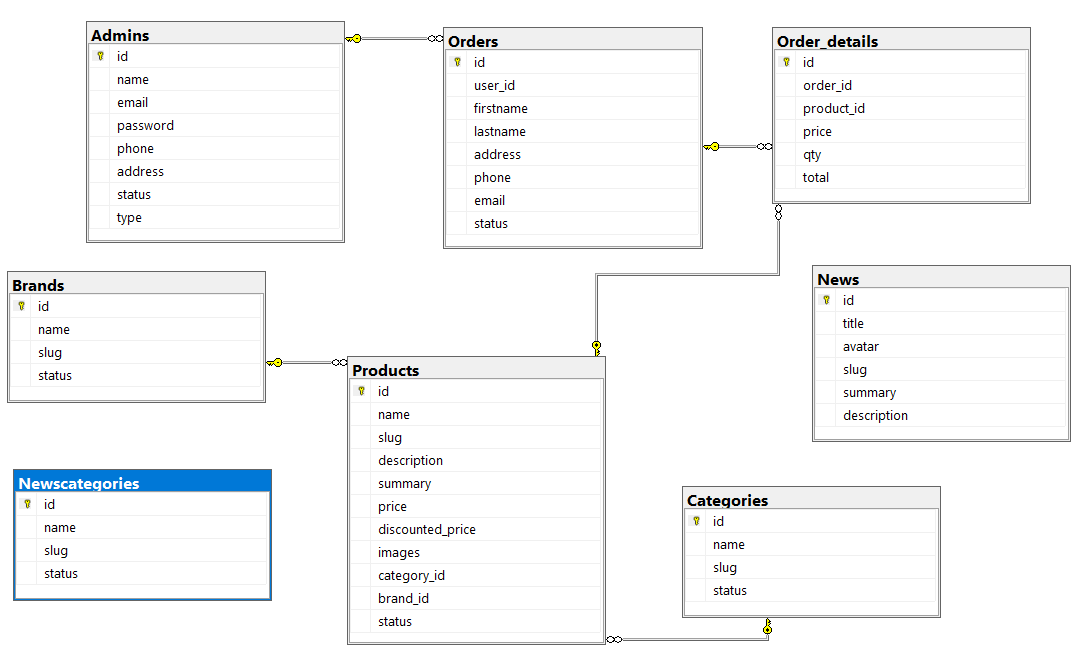 Admins
id
name
email
password
phone
address
status
type
Orders
id
user_id
firstname
lastname
address
phone
email
status
Order_details
id
order_id
product_id
price
qty
total
Brands
id
name
slug
status
News
id
title
avatar
slug
summary
description
Products
id
name
slug
description
summary
price
discounted_price
images
category_id
brand_id
status
Newscategories
id
name
slug
status
Categories
id
name
slug
status